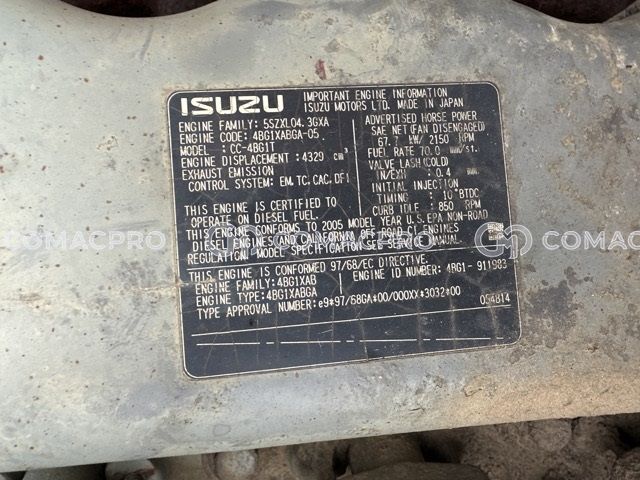 ISUZU
IMPORTANT ENGINE INFORMATION
ISUZU MOTORS LTD. MADE IN JAPAN
ENGINE FAMILY: 5SZXL04.3GXA
ENGINE CODE: 4BG1XABGA-05
MODEL : CC-4BG1T
ENGINE DISPLACEMENT: 4329 cm³
EXHAUST EMISSION
CONTROL SYSTEM: EM,TC,CAC,DFI
ADVERTISED HORSE POWER
SAE NET(FAN DISENGAGED)
67.7 kW/ 2150 RPM
FUEL RATE 70.0 mm³/st.
VALVE LASH(COLD)
IN/EXH : 0.4 mm
INITIAL INJECTION
TIMING: 10°BTDC
CURB IDLE: 850 RPM
THIS ENGINE IS CERTIFIED TO
OPERATE ON DIESEL FUEL.
THIS ENGINE CONFORMS TO 2005 MODEL YEAR U.S.EPA NON-ROAD
DIESEL ENGINES AND CALIFORNIA OFF-ROAD CI ENGINES
REGULATION. MODEL SPECIFICATION SEE SERVICE MANUAL.
THIS ENGINE IS CONFORMED 97/68/EC DIRECTIVE.
ENGINE FAMILY:4BG1XAB
ENGINE ID NUMBER: 4BG1- 911983
ENGINE TYPE:4BG1XABGA
TYPE APPROVAL NUMBER: e9*97/68GA*00/000XX*3032*00
054814
COMACPRO
COMACPRO
COMACPRO